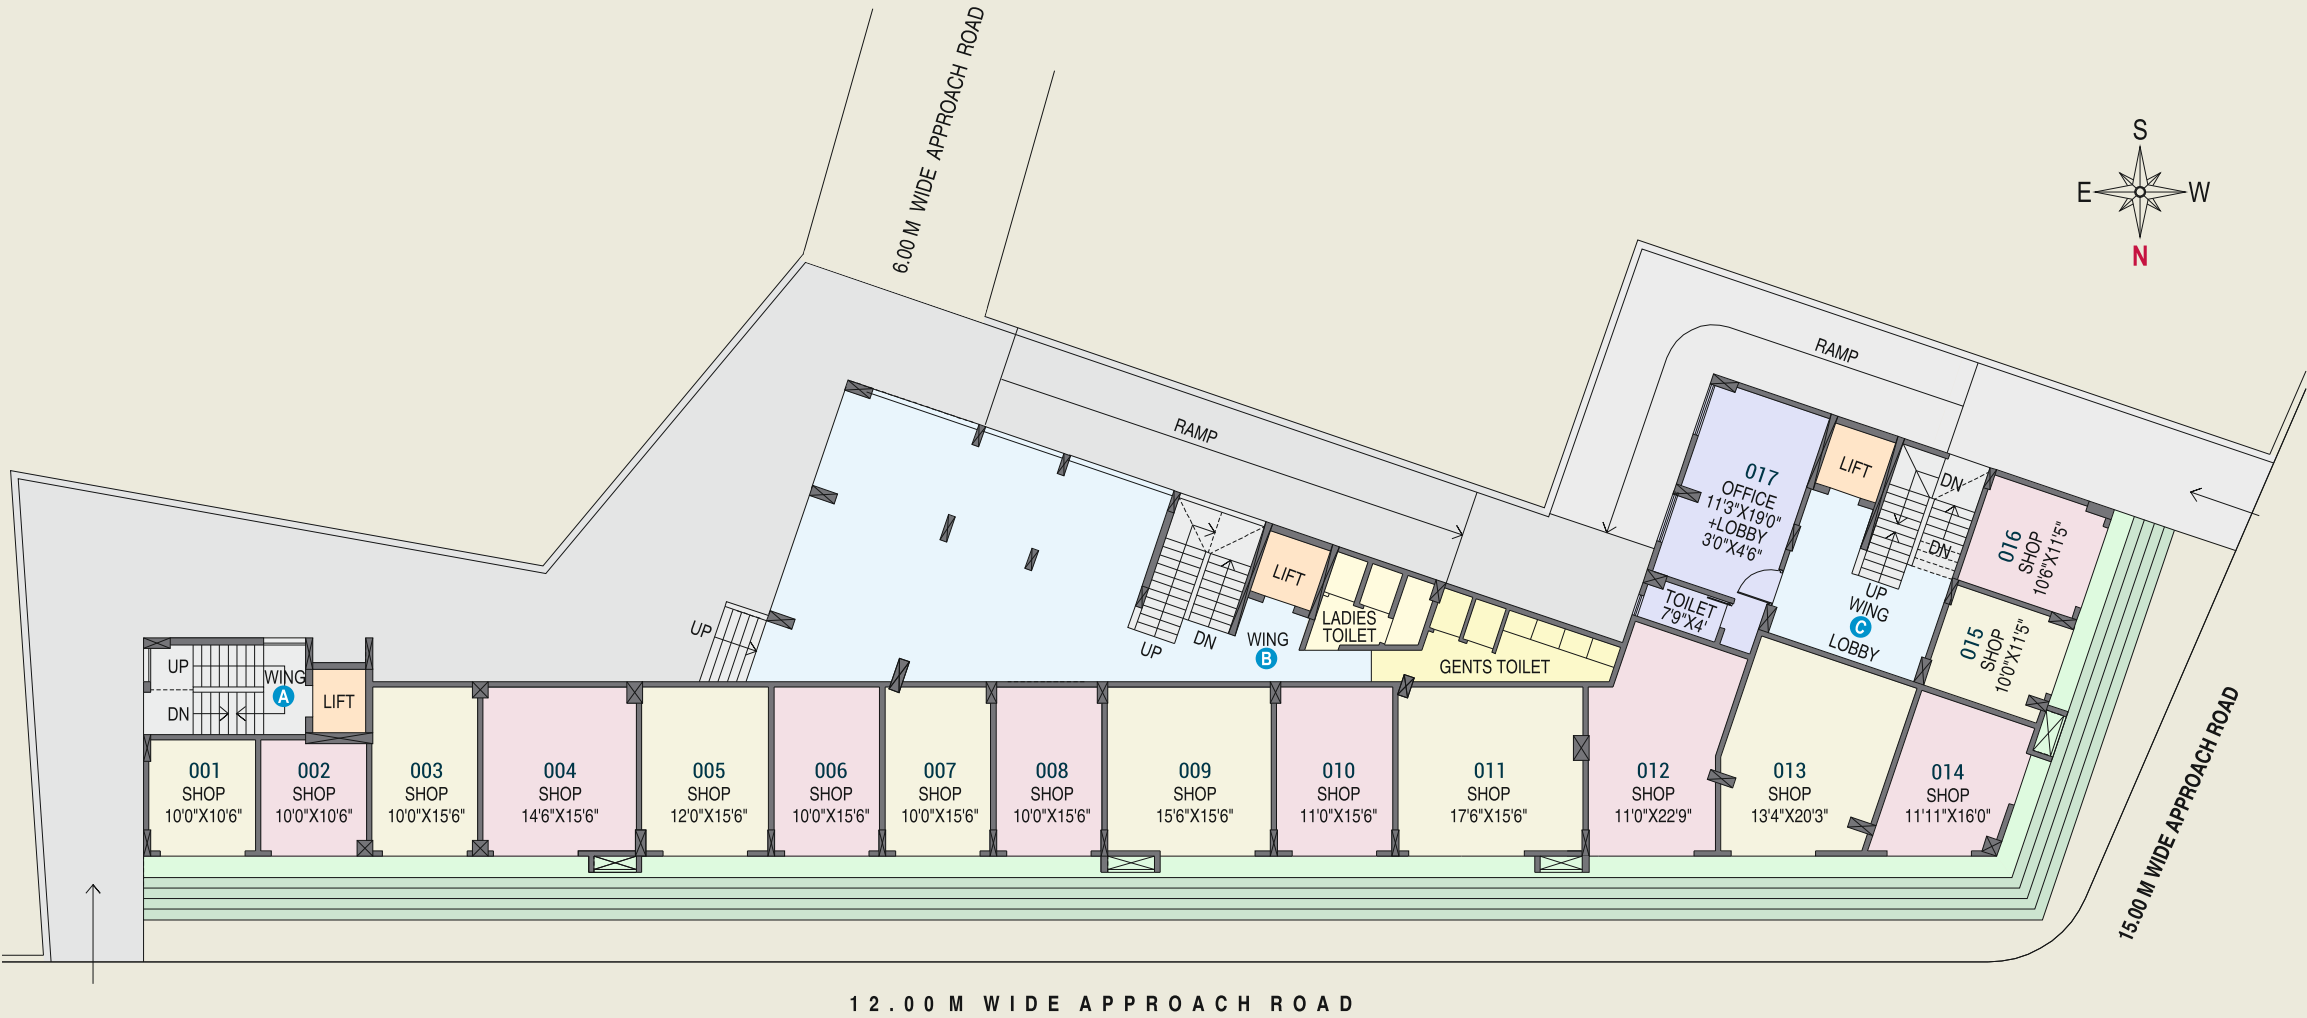 6.00 M WIDE APPROACH ROAD
S
E
W
N
RAMP
RAMP
017
OFFICE
11'3"X19'0"
+LOBBY
3'0"X4'6"
LIFT
DN
DN
UP
WING
C
LOBBY
TOILET
7'9"X4'
016
SHOP
10'6"X11'5"
015
SHOP
10'0"X11'5"
LIFT
LADIES
TOILET
GENTS TOILET
WING
B
UP
DN
UP
UP
DN
WING
A
LIFT
001
SHOP
10'0"X10'6"
002
SHOP
10'0"X10'6"
003
SHOP
10'0"X15'6"
004
SHOP
14'6"X15'6"
005
SHOP
12'0"X15'6"
006
SHOP
10'0"X15'6"
007
SHOP
10'0"X15'6"
008
SHOP
10'0"X15'6"
009
SHOP
15'6"X15'6"
010
SHOP
11'0"X15'6"
011
SHOP
17'6"X15'6"
012
SHOP
11'0"X22'9"
013
SHOP
13'4"X20'3"
014
SHOP
11'11"X16'0"
15.00 M WIDE APPROACH ROAD
12.00 M WIDE APPROACH ROAD